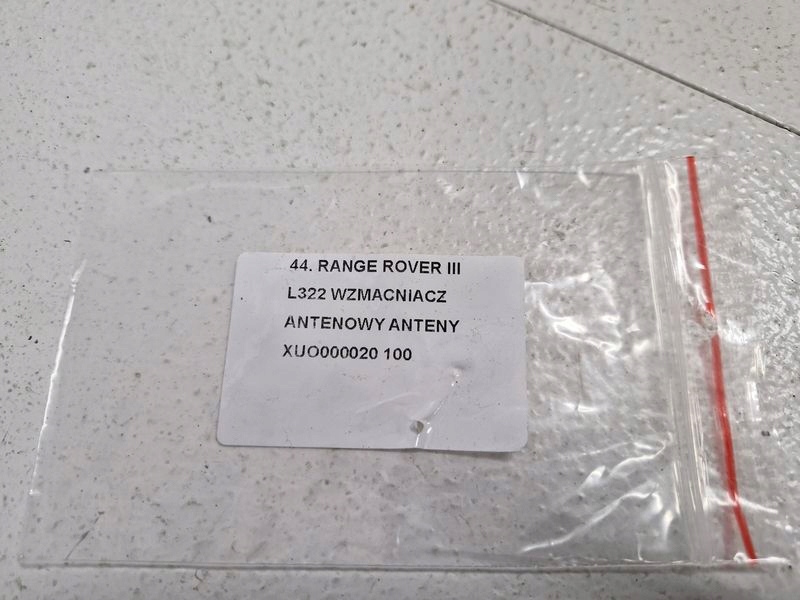 44. RANGE ROVER III
L322 WZMACNIACZ
ANTENOWY ANTENY
XUO000020 100